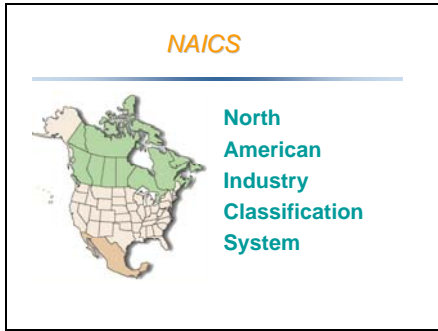 NAICS
North
American
Industry
Classification
System